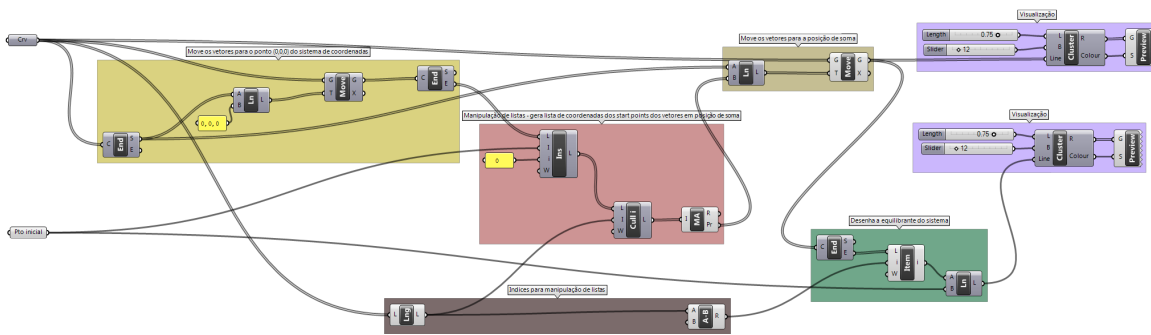 Visualização
Length 0.75
Slider 12
L
B
Line
Cluster
R
Colour
G
S
Preview
Crv
Move os vetores para o ponto (0,0,0) do sistema de coordenadas
Move os vetores para a posição de soma
C
End
S
E
0, 0, 0
A
B
Ln
L
G
T
Move
G
X
C
End
S
E
A
B
Ln
L
G
T
Move
G
X
Manipulação de listas - gera lista de coordenadas dos start points dos vetores em posição de soma
0
L
I
i
W
Ins
L
L
I
W
Cull i
L
I
MA
R
Pr
Visualização
Length 0.75
Slider 12
L
B
Line
Cluster
R
Colour
G
S
Preview
Pto inicial
Desenha a equilibrante do sistema
C
End
S
E
L
i
W
Item
i
A
B
Ln
L
Indices para manipulação de listas
L
Lng
L
A
B
A-B
R